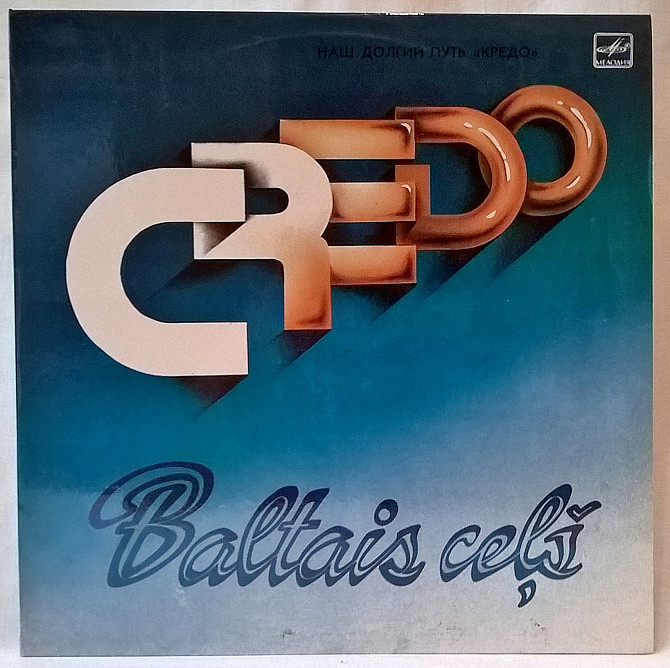 НАШ ДОЛГИЙ ПУТЬ «КРЕДО»
МЕЛОДИЯ
CREDO
Baltais ceļš